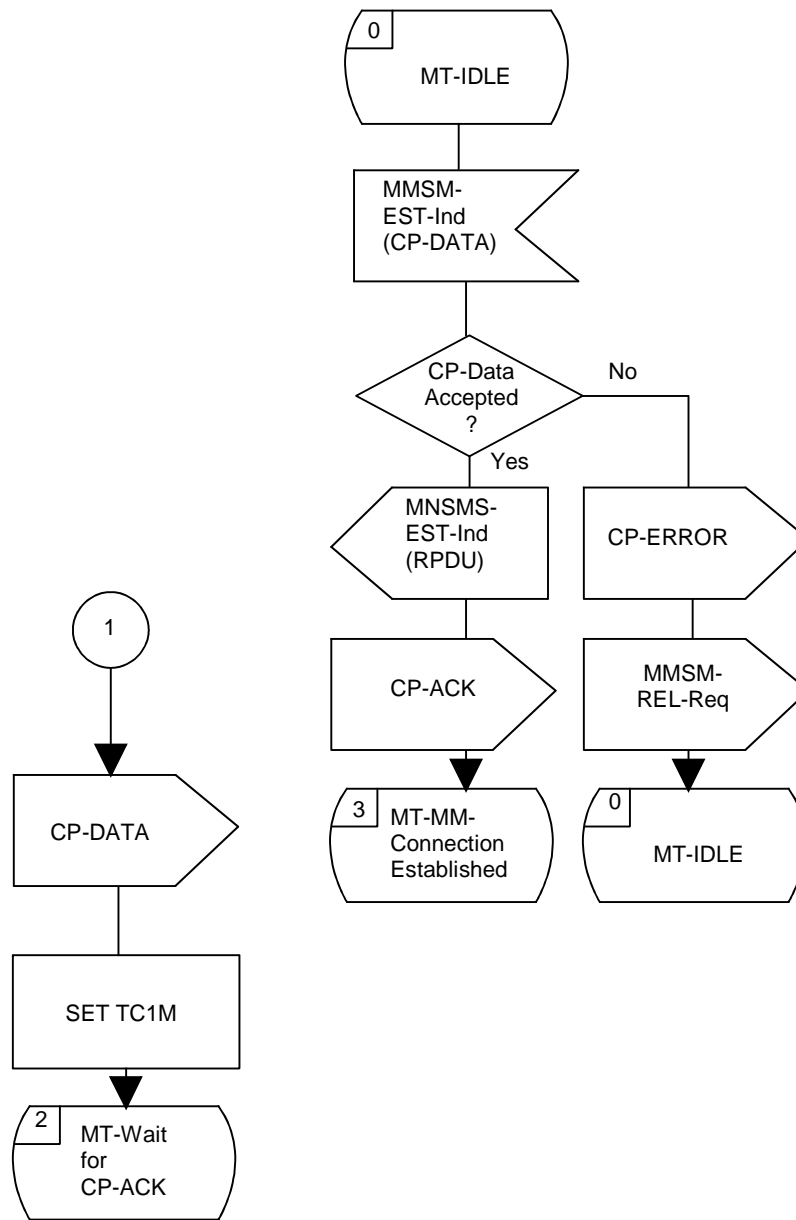 0
MT-IDLE
MMSM-
EST-Ind
(CP-DATA)
CP-Data
Accepted
?
No
Yes
MNSMS-
EST-Ind
(RPDU)
CP-ERROR
CP-ACK
MMSM-
REL-Req
3
MT-MM-
Connection
Established
0
MT-IDLE
1
CP-DATA
SET TC1M
2
MT-Wait
for
CP-ACK